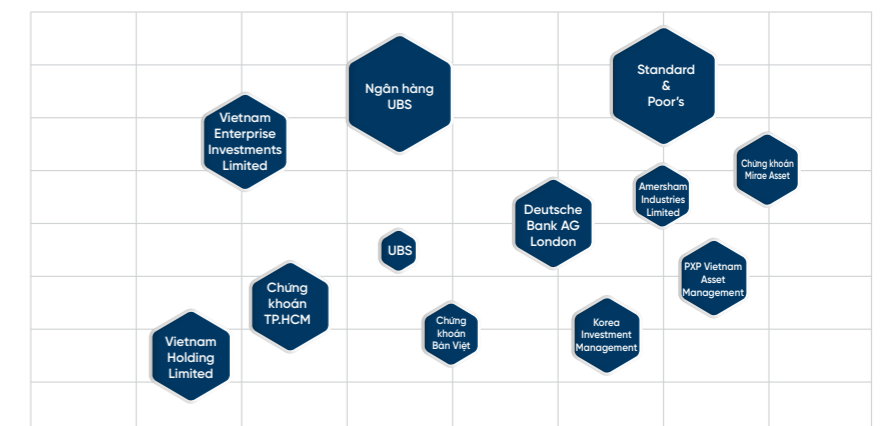 Ngân hàng
UBS
Standard
&
Poor's
Vietnam
Enterprise
Investments
Limited
Chứng khoán
Mirae Asset
Amersham
Industries
Limited
Deutsche
Bank AG
London
UBS
PXP Vietnam
Asset
Management
Chứng
khoán
TP.HCM
Chứng
khoán
Bản Việt
Korea
Investment
Management
Vietnam
Holding
Limited